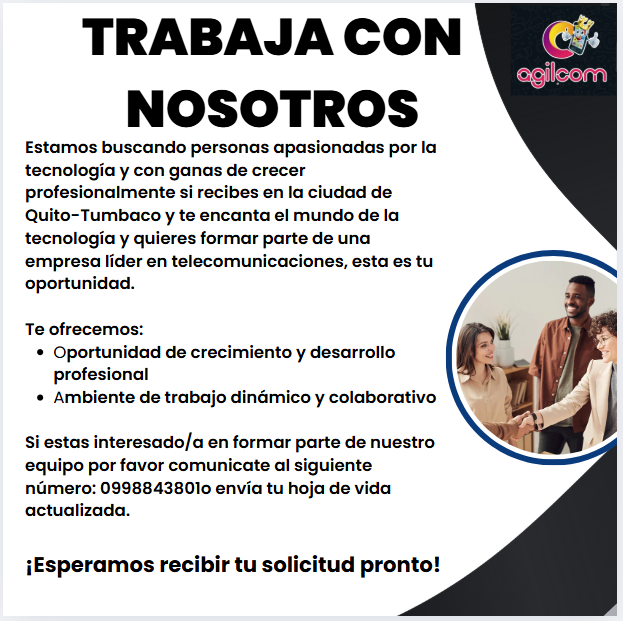 TRABAJA CON
NOSOTROS
agilcom
Estamos buscando personas apasionadas por la
tecnología y con ganas de crecer
profesionalmente si recibes en la ciudad de
Quito-Tumbaco y te encanta el mundo de la
tecnología y quieres formar parte de una
empresa líder en telecomunicaciones, esta es tu
oportunidad.
Te ofrecemos:
• Oportunidad de crecimiento y desarrollo
profesional
• Ambiente de trabajo dinámico y colaborativo
Si estas interesado/a en formar parte de nuestro
equipo por favor comunicate al siguiente
número: 0998843801o envía tu hoja de vida
actualizada.
¡Esperamos recibir tu solicitud pronto!